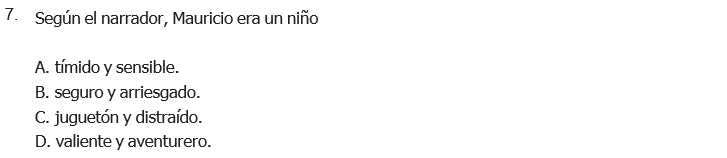 7. Según el narrador, Mauricio era un niño
A. tímido y sensible.
B. seguro y arriesgado.
C. juguetón y distraído.
D. valiente y aventurero.